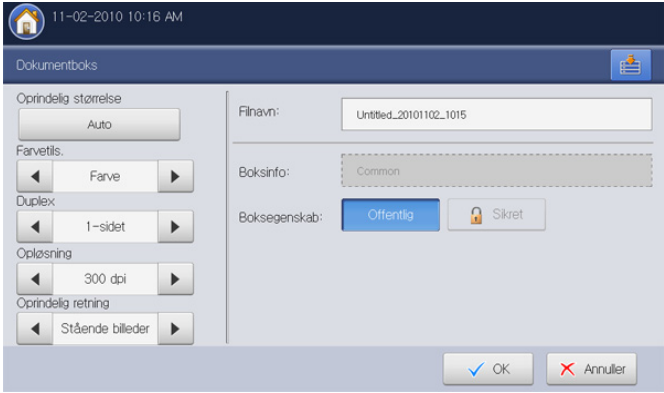 11-02-2010 10:16 AM
Dokumentboks
Oprindelig størrelse
Auto
Farvetils.
Farve
Duplex
1-sidet
Opløsning
300 dpi
Oprindelig retning
Stående billeder
Filnavn:
Untitled_20101102_1015
Boksinfo:
Common
Boksegenskab:
Offentlig
Sikret
OK
Annuller